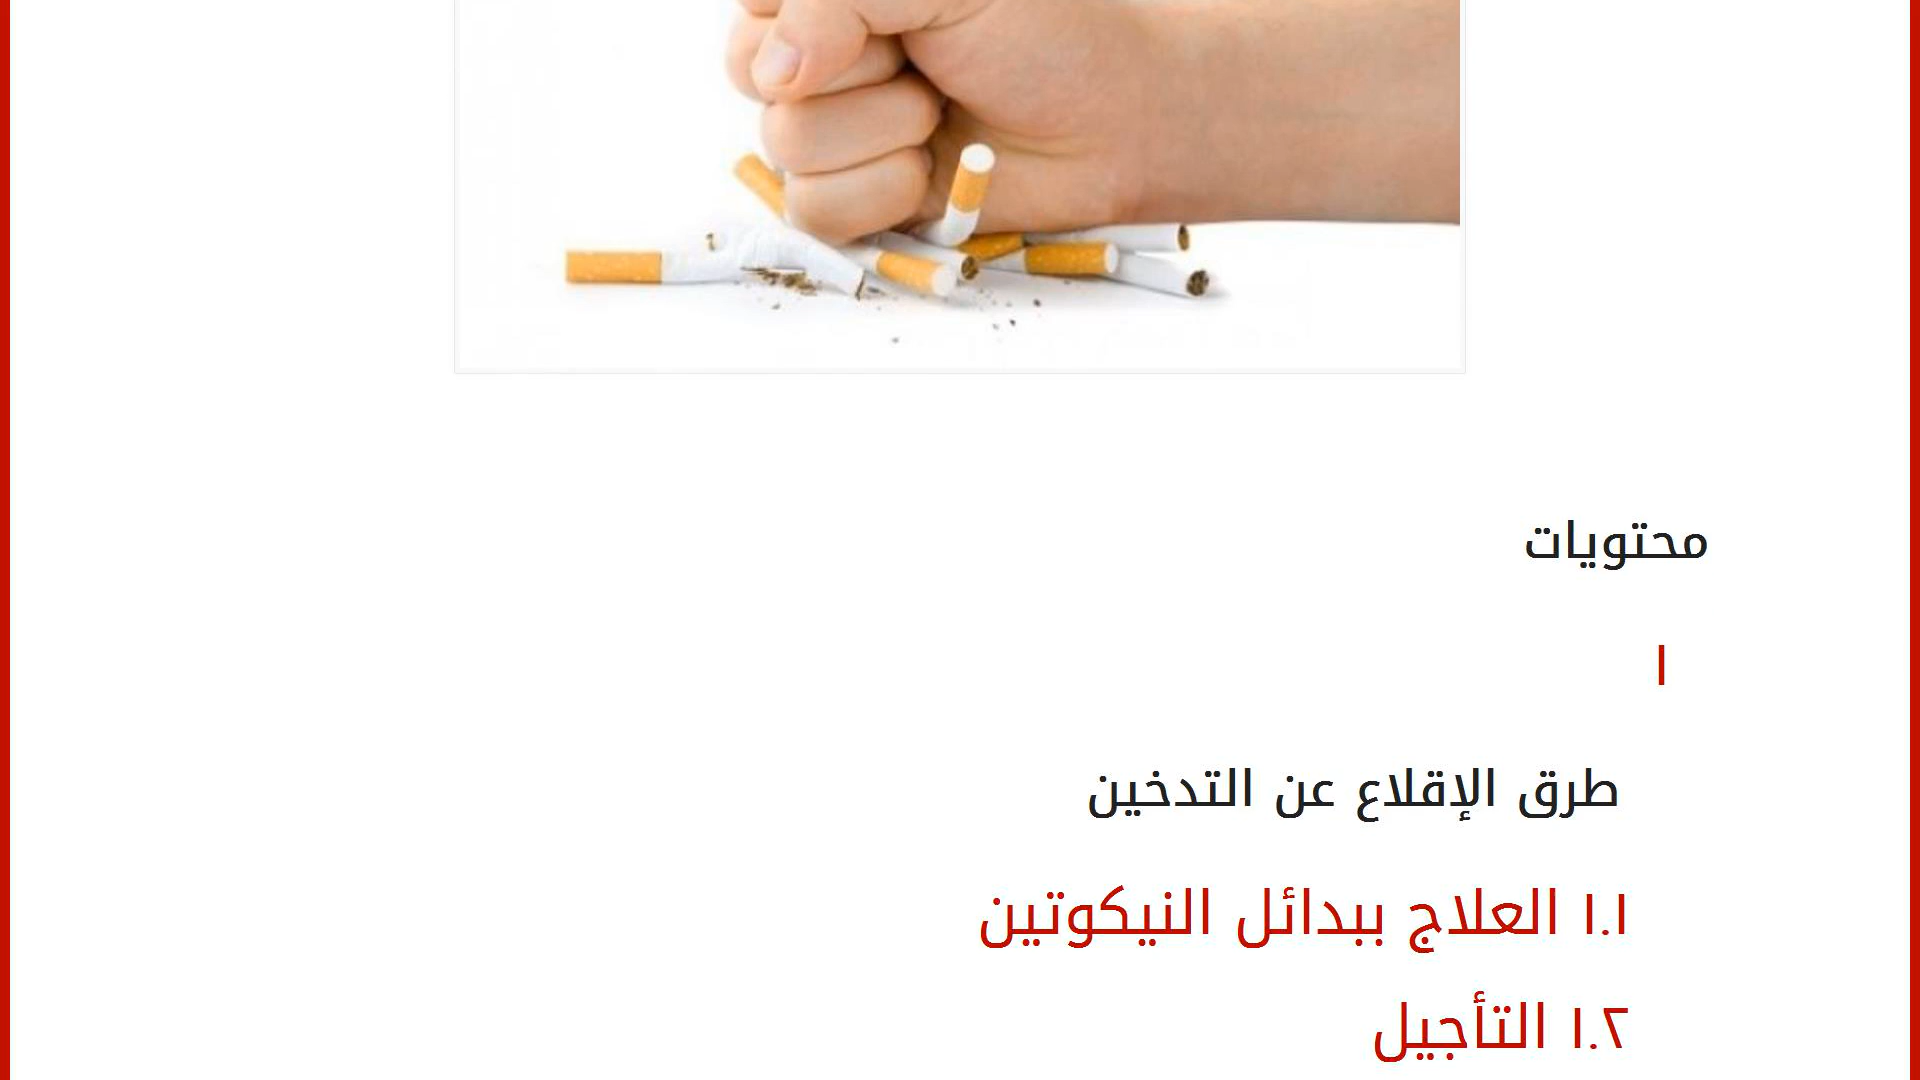 محتويات
١
طرق الإقلاع عن التدخين
١.١ العلاج ببدائل النيكوتين
١.٢ التأجيل